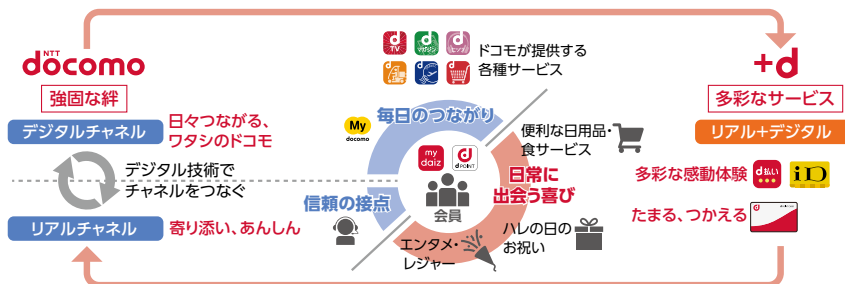 NTT
docomo
強固な絆
デジタルチャネル
日々つながる、
ワタシのドコモ
デジタル技術で
チャネルをつなぐ
リアルチャネル
寄り添い、あんしん
d
TV
d
マガジン
d
ヒッツ
d
d
d
ドコモが提供する
各種サービス
毎日のつながり
My
docomo
my
daiz
d
POINT
会員
信頼の接点
日常に
出会う喜び
便利な日用品・
食サービス
ハレの日の
お祝い
エンタメ・
レジャー
+d
多彩なサービス
リアル+デジタル
多彩な感動体験
d払い
iD
たまる、つかえる